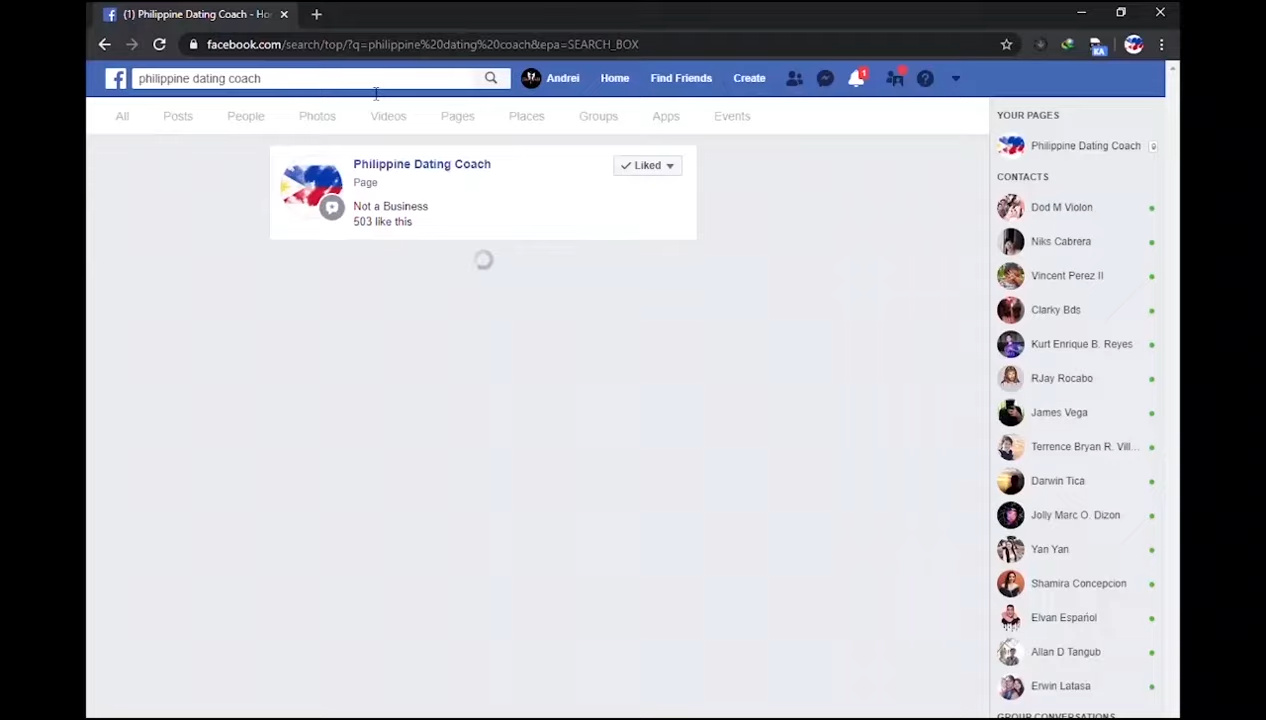 (1) Philippine Dating Coach - Ho
facebook.com/search/top/?q=philippine%20dating%20coach&epa=SEARCH_BOX
KA
philippine dating coach
Andrei
Home
Find Friends
Create
1
All
Posts
People
Photos
Videos
Pages
Places
Groups
Apps
Events
Philippine Dating Coach
Page
Not a Business
503 like this
Liked
YOUR PAGES
Philippine Dating Coach
CONTACTS
Dod M Violon
Niks Cabrera
Vincent Perez II
Clarky Bds
Kurt Enrique B. Reyes
RJay Rocabo
James Vega
Terrence Bryan R. Vill...
Darwin Tica
Jolly Marc O. Dizon
Yan Yan
Shamira Concepcion
Elvan Español
Allan D Tangub
Erwin Latasa
GROUP CONVERSATIONS